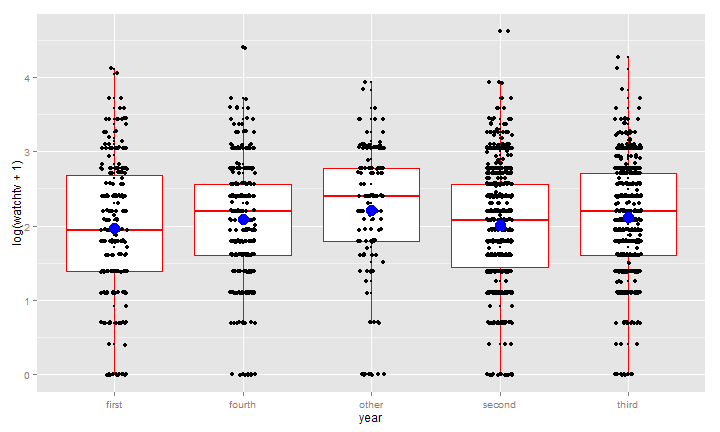 log(watchtv + 1)
4
3
2
1
0
first
fourth
other
second
third
year